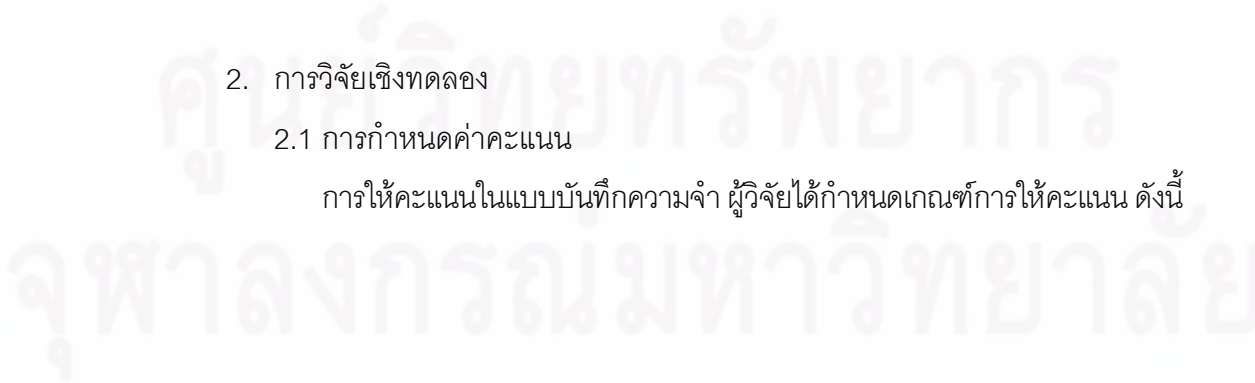 ศูนย์วิทยทรัพยากร
2. การวิจัยเชิงทดลอง
2.1 การกำหนดค่าคะแนน
การให้คะแนนในแบบบันทึกความจำ ผู้วิจัยได้กำหนดเกณฑ์การให้คะแนน ดังนี้
จุฬาลงกรณ์มหาวิทยาลัย